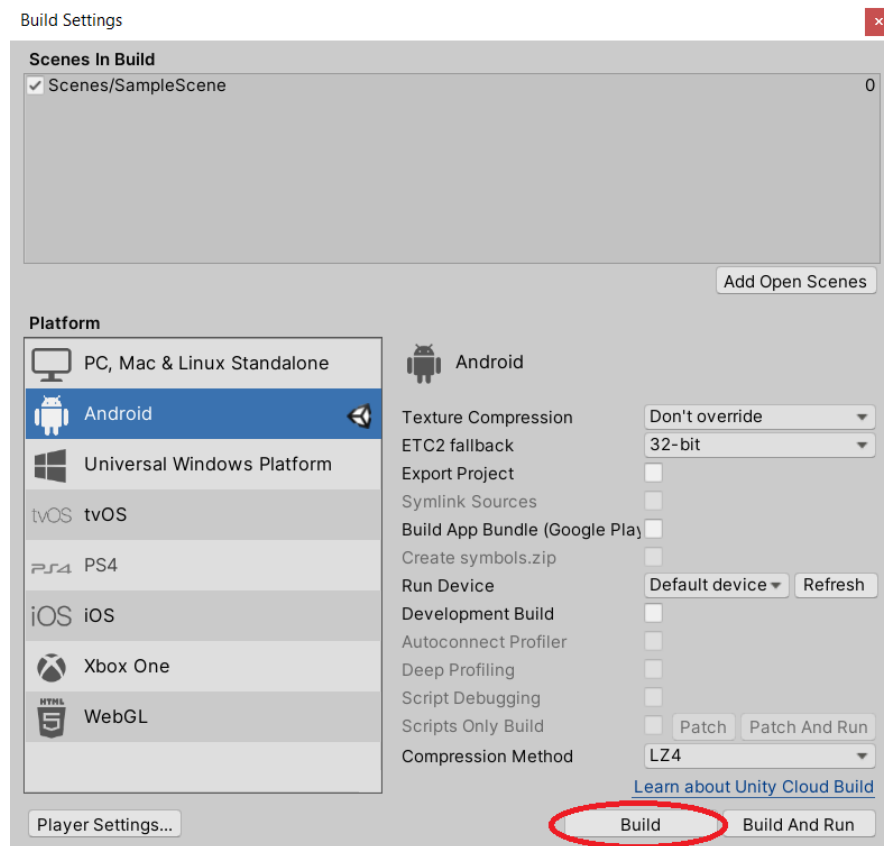 Build Settings
×
Scenes In Build
Scenes/SampleScene 0
Add Open Scenes
Platform
PC, Mac & Linux Standalone
Android
Universal Windows Platform
tvOS tvOS
PS4 PS4
iOS iOS
Xbox One
HTML
5 WebGL
Android
Texture Compression Don't override
ETC2 fallback 32-bit
Export Project
Symlink Sources
Build App Bundle (Google Play
Create symbols.zip
Run Device Default device Refresh
Development Build
Autoconnect Profiler
Deep Profiling
Script Debugging
Scripts Only Build Patch Patch And Run
Compression Method LZ4
Learn about Unity Cloud Build
Player Settings... Build Build And Run